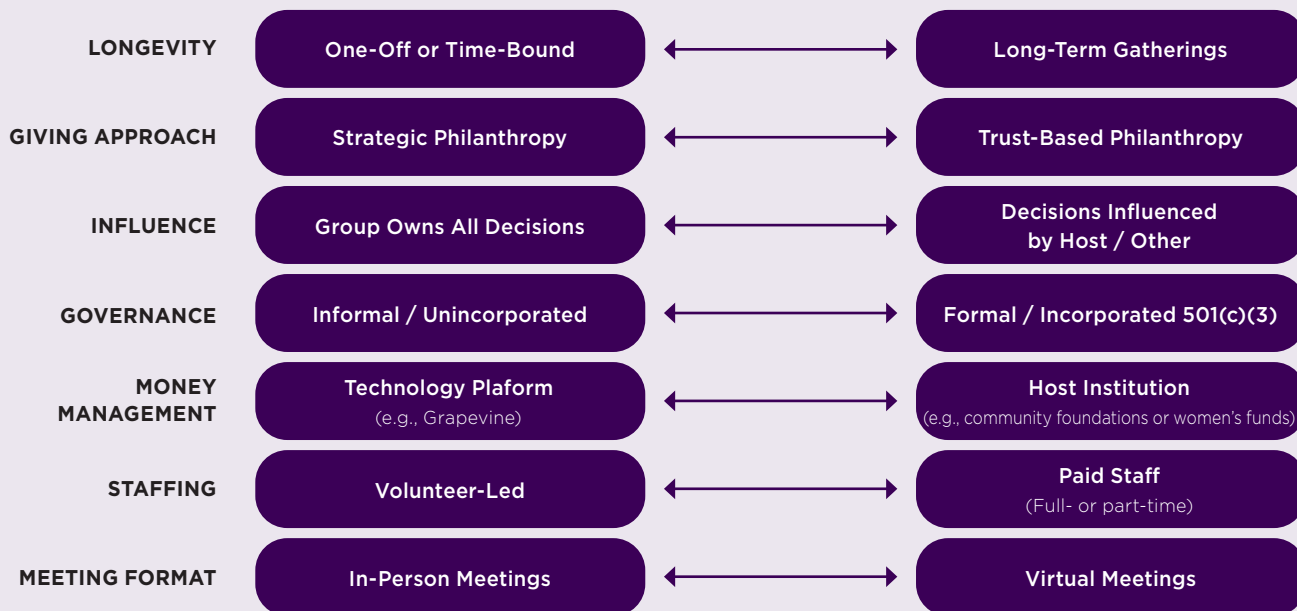 LONGEVITY
One-Off or Time-Bound
Long-Term Gatherings
GIVING APPROACH
Strategic Philanthropy
Trust-Based Philanthropy
INFLUENCE
Group Owns All Decisions
Decisions Influenced
by Host / Other
GOVERNANCE
Informal / Unincorporated
Formal / Incorporated 501(c)(3)
MONEY
MANAGEMENT
Technology Plaform
(e.g., Grapevine)
Host Institution
(e.g., community foundations or women's funds)
STAFFING
Volunteer-Led
Paid Staff
(Full- or part-time)
MEETING FORMAT
In-Person Meetings
Virtual Meetings